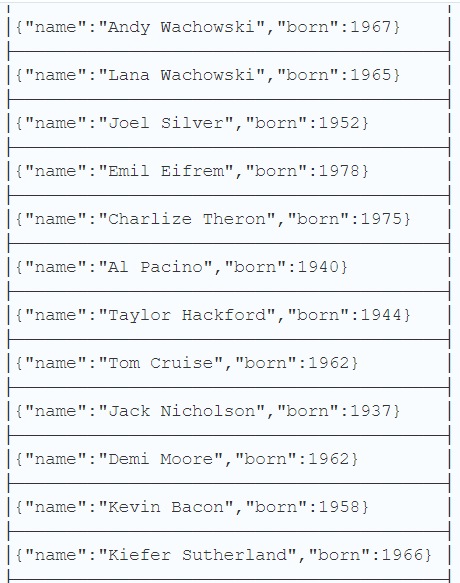 {"name":"Andy Wachowski","born":1967}
{"name":"Lana Wachowski","born":1965}
{"name":"Joel Silver","born":1952}
{"name":"Emil Eifrem","born":1978}
{"name":"Charlize Theron","born":1975}
{"name":"Al Pacino","born":1940}
{"name":"Taylor Hackford","born":1944}
{"name":"Tom Cruise","born":1962}
{"name":"Jack Nicholson","born":1937}
{"name":"Demi Moore","born":1962}
{"name":"Kevin Bacon","born":1958}
{"name":"Kiefer Sutherland","born":1966}